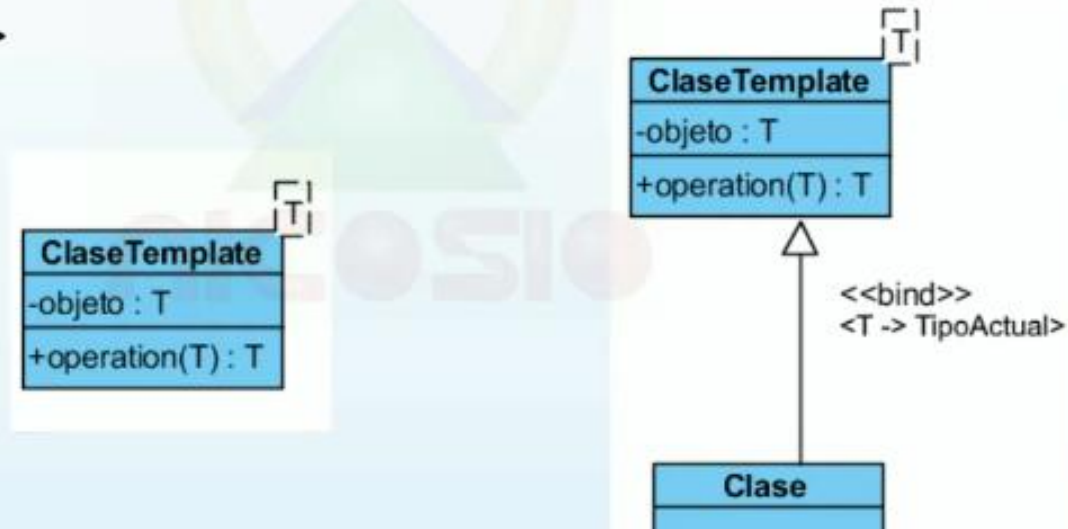 T
ClaseTemplate
-objeto : T
+operation(T) : T
T
ClaseTemplate
-objeto : T
+operation(T) : T
<<bind>>
<T -> TipoActual>
Clase